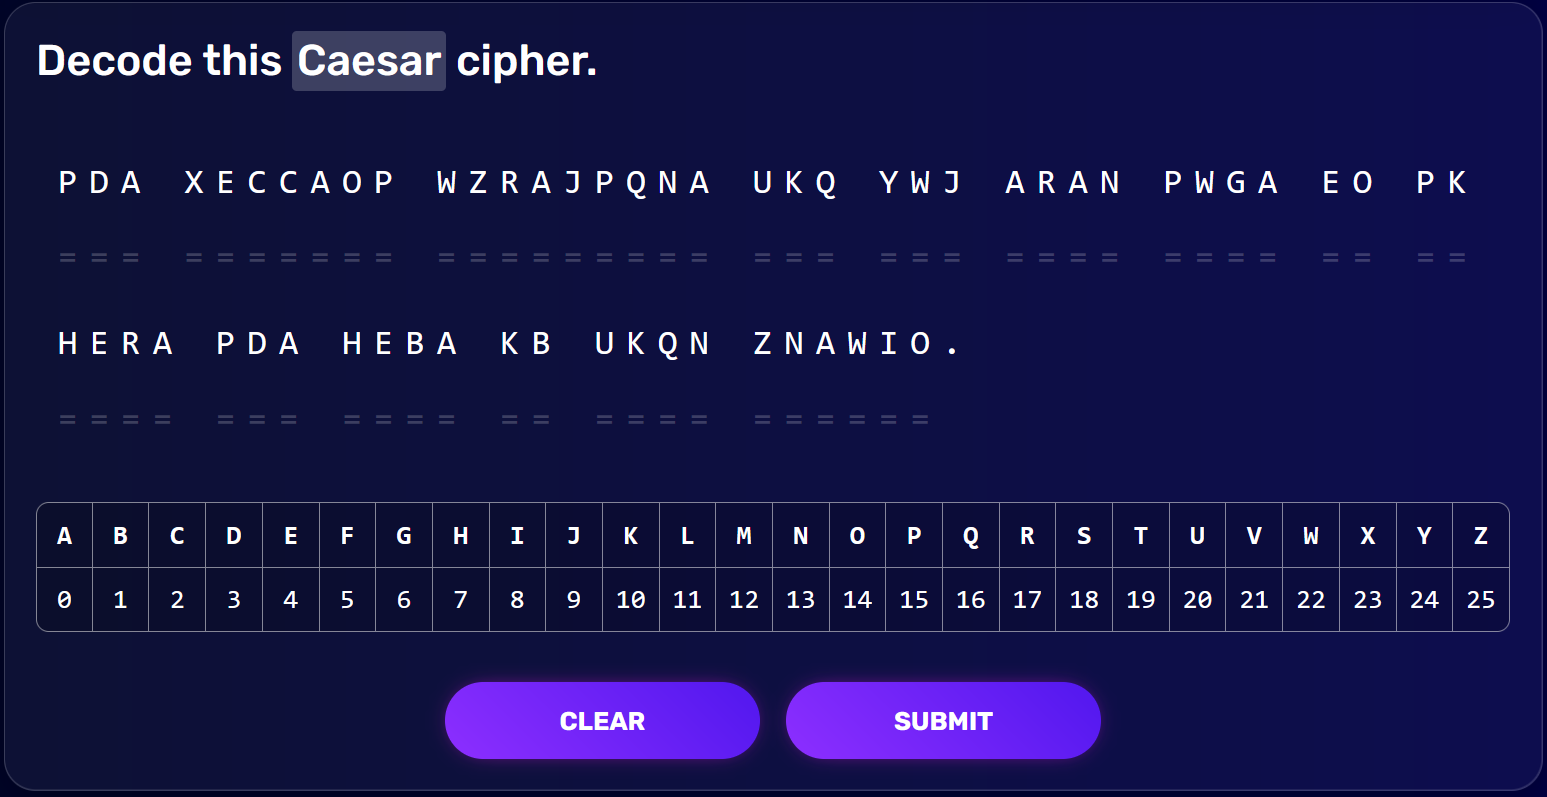 Decode this Caesar cipher.
PDA XECCAOP WZRAJPQNA UKQ YWJ ARAN PWGA EO PK
=== ======= ========= === === ==== ==== == ==
HERA PDA HEBA KB UKQN ZNAWIO.
==== === ==== == ==== ======
A B C D E F G H I J K L M N O P Q R S T U V W X Y Z
0 1 2 3 4 5 6 7 8 9 10 11 12 13 14 15 16 17 18 19 20 21 22 23 24 25
CLEAR SUBMIT